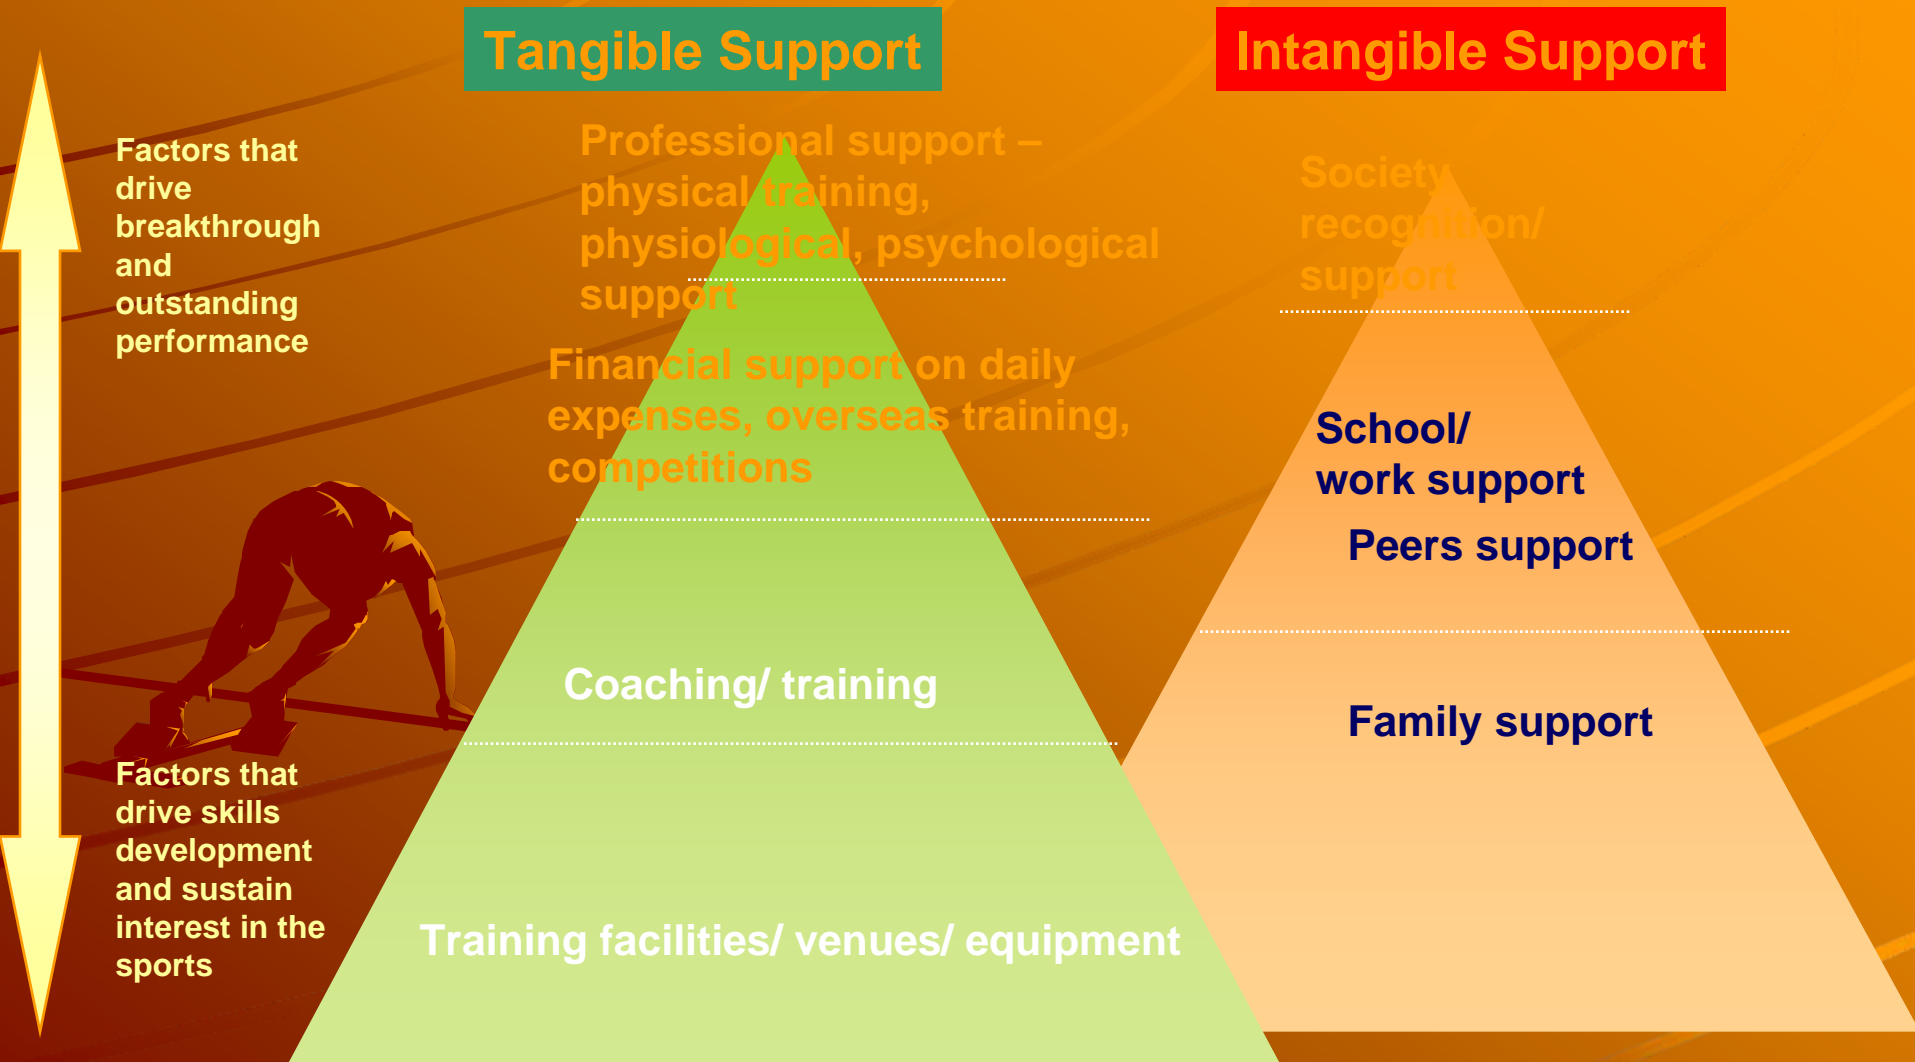 Tangible Support
Intangible Support
Factors that
drive
breakthrough
and
outstanding
performance
Professional support –
physical training,
physiological, psychological
support
Financial support on daily
expenses, overseas training,
competitions
Coaching/ training
Training facilities/ venues/ equipment
Society
recognition/
support
School/
work support
Peers support
Family support
Factors that
drive skills
development
and sustain
interest in the
sports